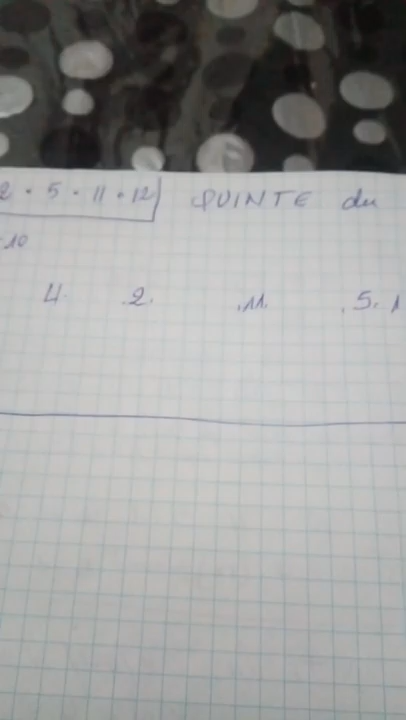 2 . 5 . 11 . 12 QUINTE du
10
4. .2. .11. .5.